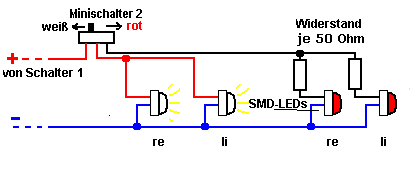 Minischalter 2
weiß
rot
Widerstand
je 50 Ohm
+
von Schalter 1
SMD-LEDs
-
re
li
re
li